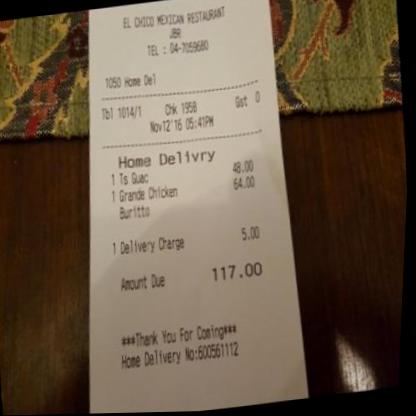 EL CHICO MEXICAN RESTAURANT
JBR
TEL : 04-7059680
1050 Home Del
Tbl 1014/1 Chk 1958 Gst 0
Nov12'16 05:41PM
Home Delivry
1 Ts Guac 48.00
1 Grande Chicken 64.00
Buritto
1 Delivery Charge 5.00
Amount Due 117.00
***Thank You For Coming***
Home Delivery No:600561112